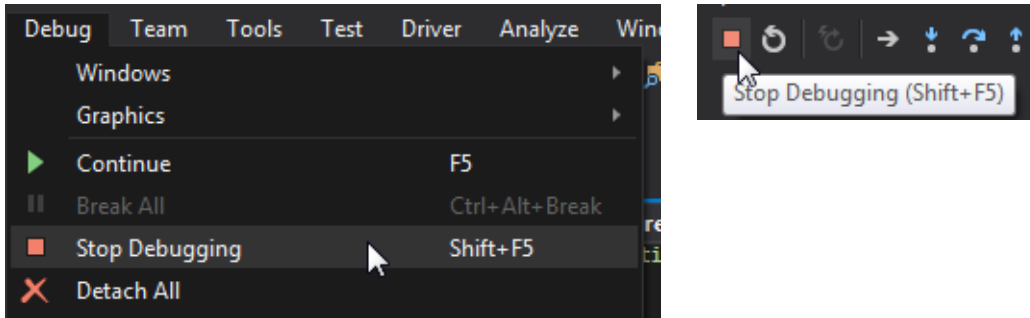 Debug Team Tools Test Driver Analyze
Windows
Graphics
Continue F5
Break All Ctrl+Alt+Break
Stop Debugging Shift+F5
Detach All
Stop Debugging (Shift+F5)